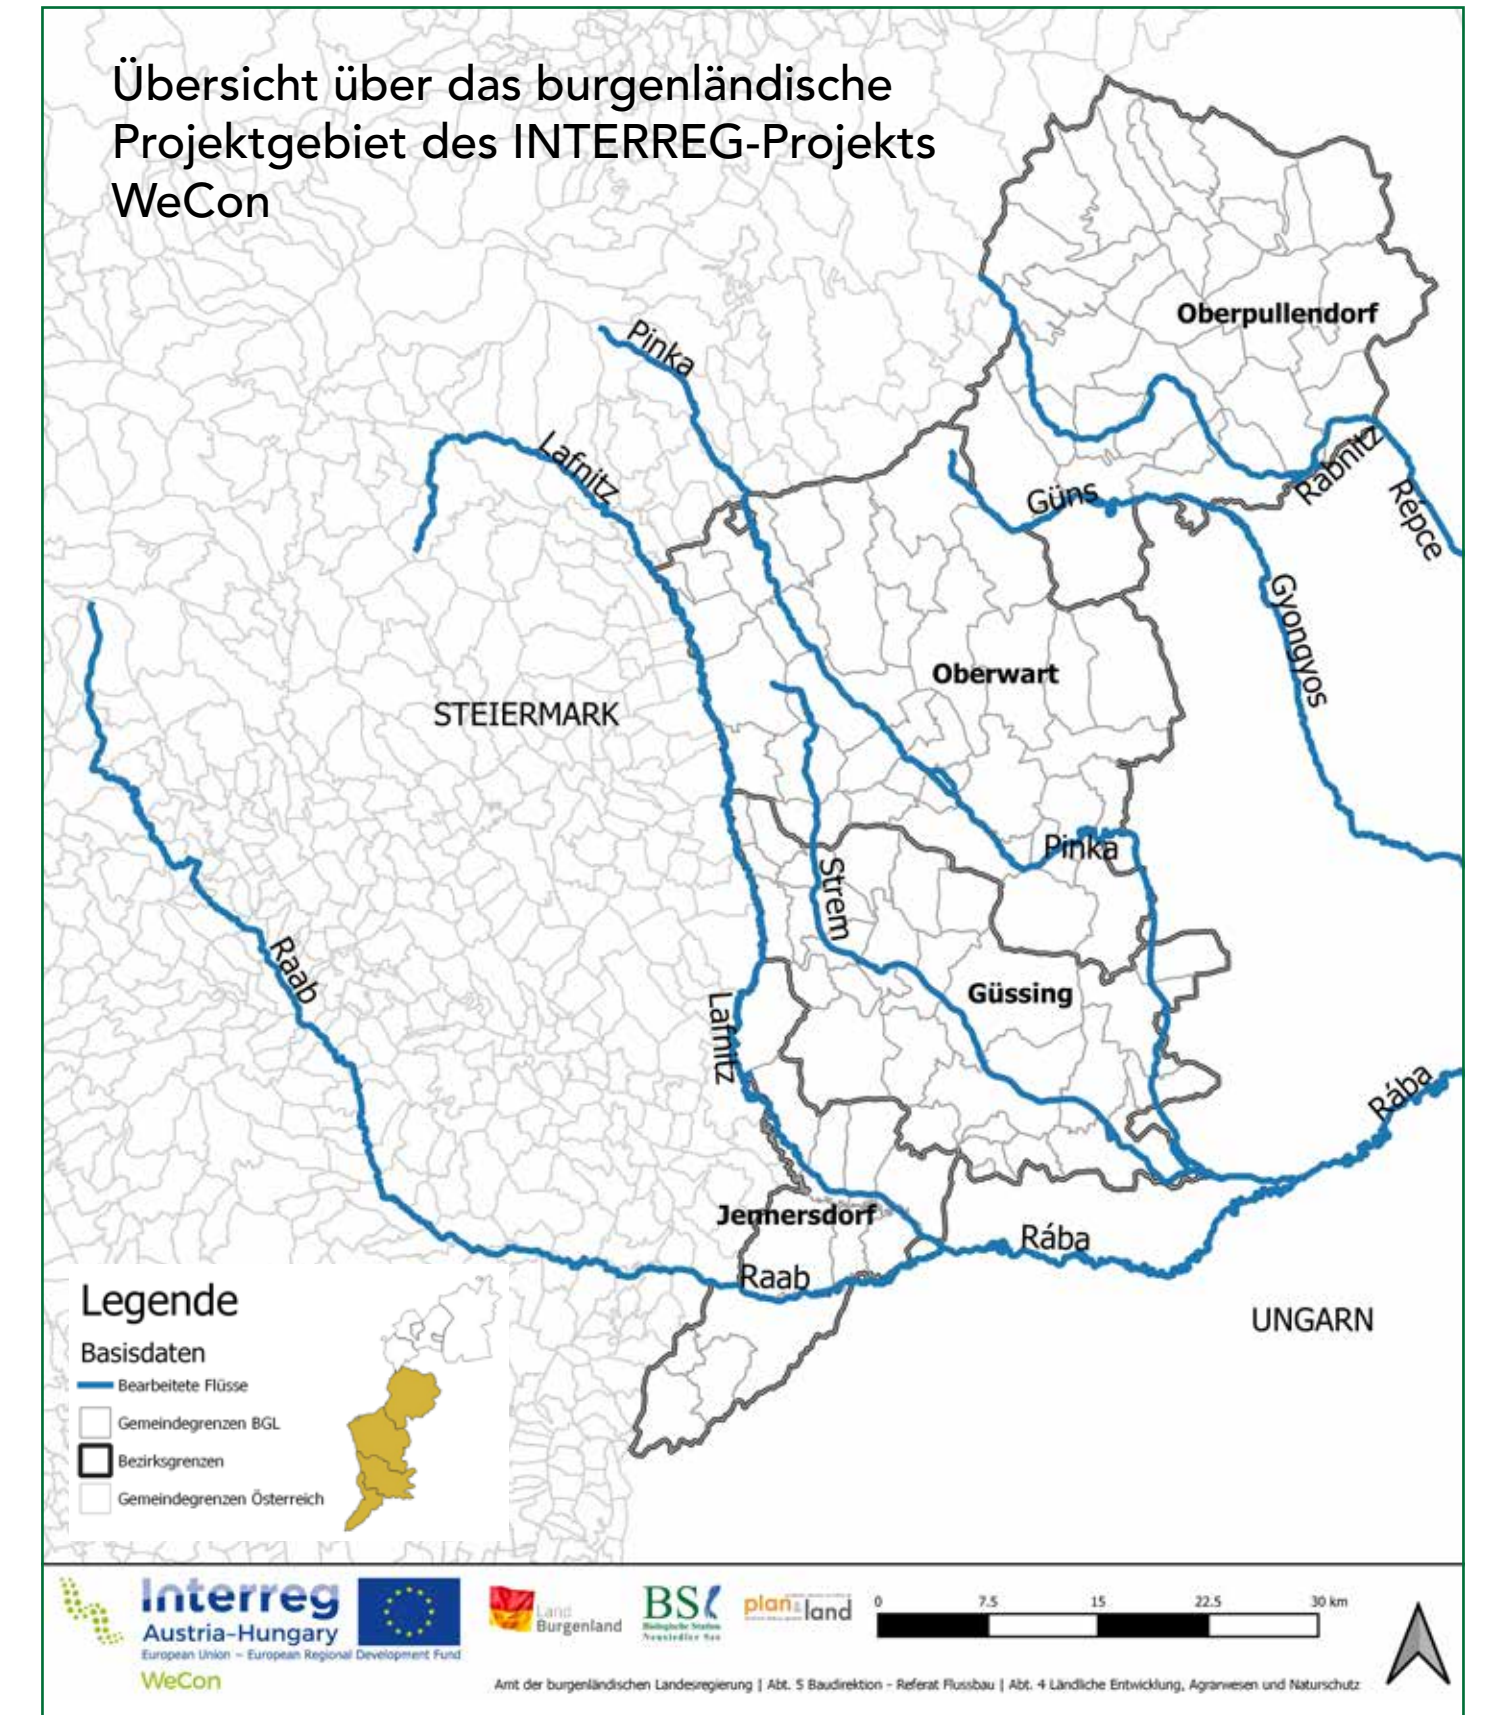 Übersicht über das burgenländische
Projektgebiet des INTERREG-Projekts
WeCon
Oberpullendorf
Pinka
Lafnitz
Güns
Rabnitz
Répce
Gyongyos
Oberwart
STEIERMARK
Pinka
Strem
Raab
Güssing
Lafnitz
Rába
Jennersdorf
Rába
Raab
UNGARN
Legende
Basisdaten
Bearbeitete Flüsse
Gemeindegrenzen BGL
Bezirksgrenzen
Gemeindegrenzen Österreich
Interreg
Austria-Hungary
European Union – European Regional Development Fund
WeCon
Land
Burgenland
BS
Biologische Station
Neusiedler See
plan land
0 7.5 15 22.5 30 km
Amt der burgenländischen Landesregierung | Abt. 5 Baudirektion - Referat Flussbau | Abt. 4 Ländliche Entwicklung, Agrarwesen und Naturschutz